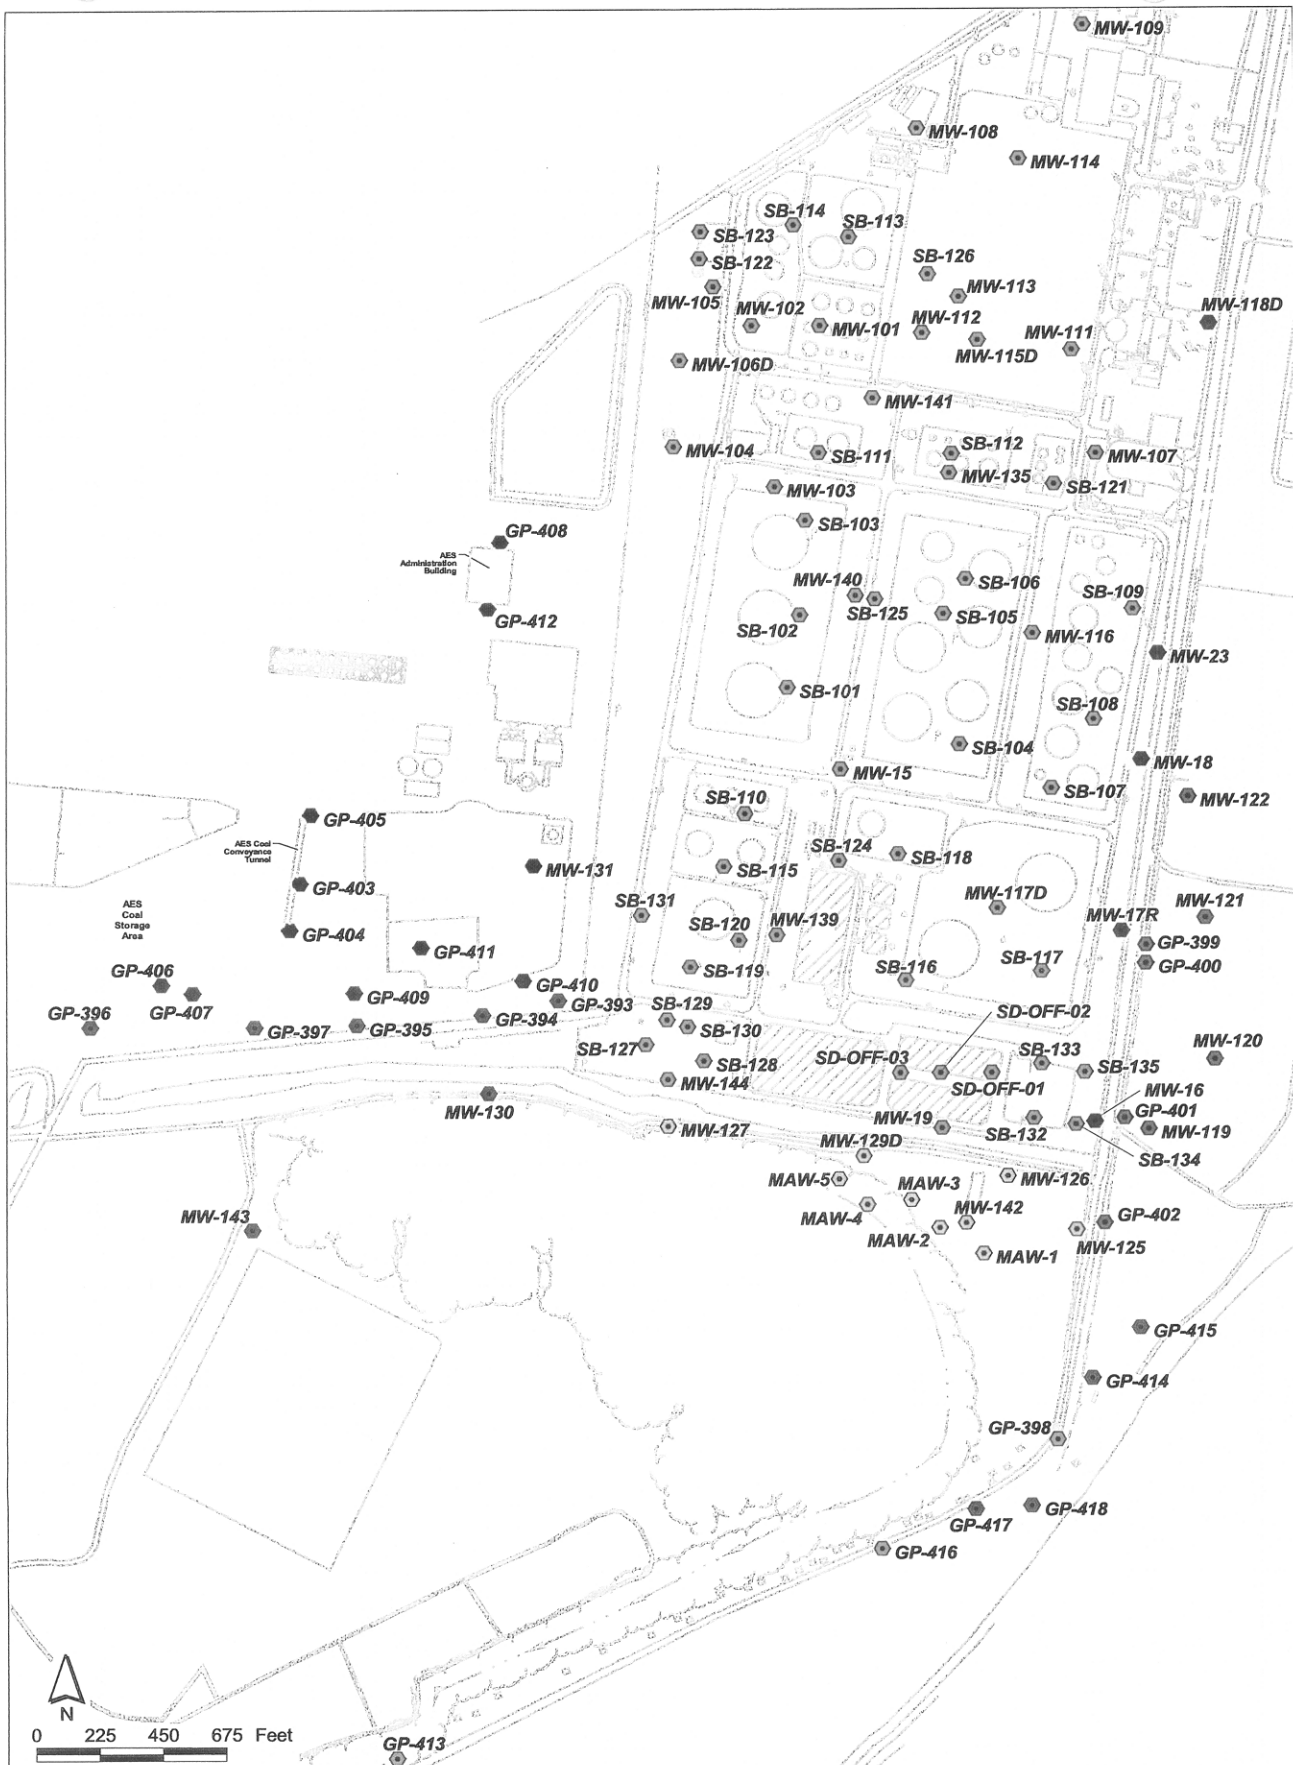 MW-109
MW-108
MW-114
SB-114
SB-113
SB-123
SB-122
SB-126
MW-105
MW-113
MW-102
MW-101
MW-112
MW-118D
MW-111
MW-115D
MW-106D
MW-141
MW-104
SB-111
SB-112
MW-107
MW-135
SB-121
MW-103
SB-103
GP-408
AES
Administration
Building
GP-412
MW-140
SB-106
SB-109
SB-102
SB-125
SB-105
MW-116
MW-23
SB-101
SB-108
SB-104
MW-18
MW-15
SB-107
MW-122
SB-110
GP-405
AES Coal
Conveyance
Tunnel
SB-124
SB-118
MW-131
SB-115
GP-403
MW-117D
AES
Coal
Storage
Area
SB-131
MW-17R
MW-121
GP-404
SB-120
MW-139
GP-399
GP-411
GP-400
SB-119
SB-116
SB-117
GP-406
GP-410
GP-407
GP-409
GP-393
SB-129
SD-OFF-02
GP-396
GP-397
GP-395
GP-394
SB-130
SB-127
SB-128
SD-OFF-03
SB-133
SB-135
MW-120
MW-144
SD-OFF-01
MW-16
MW-130
MW-19
SB-132
GP-401
MW-127
MW-119
MW-129D
SB-134
MAW-5
MAW-3
MW-126
MAW-4
MW-142
MW-143
GP-402
MAW-2
MW-125
MAW-1
GP-415
GP-414
GP-398
GP-417
GP-418
GP-416
N
0 225 450 675 Feet
GP-413